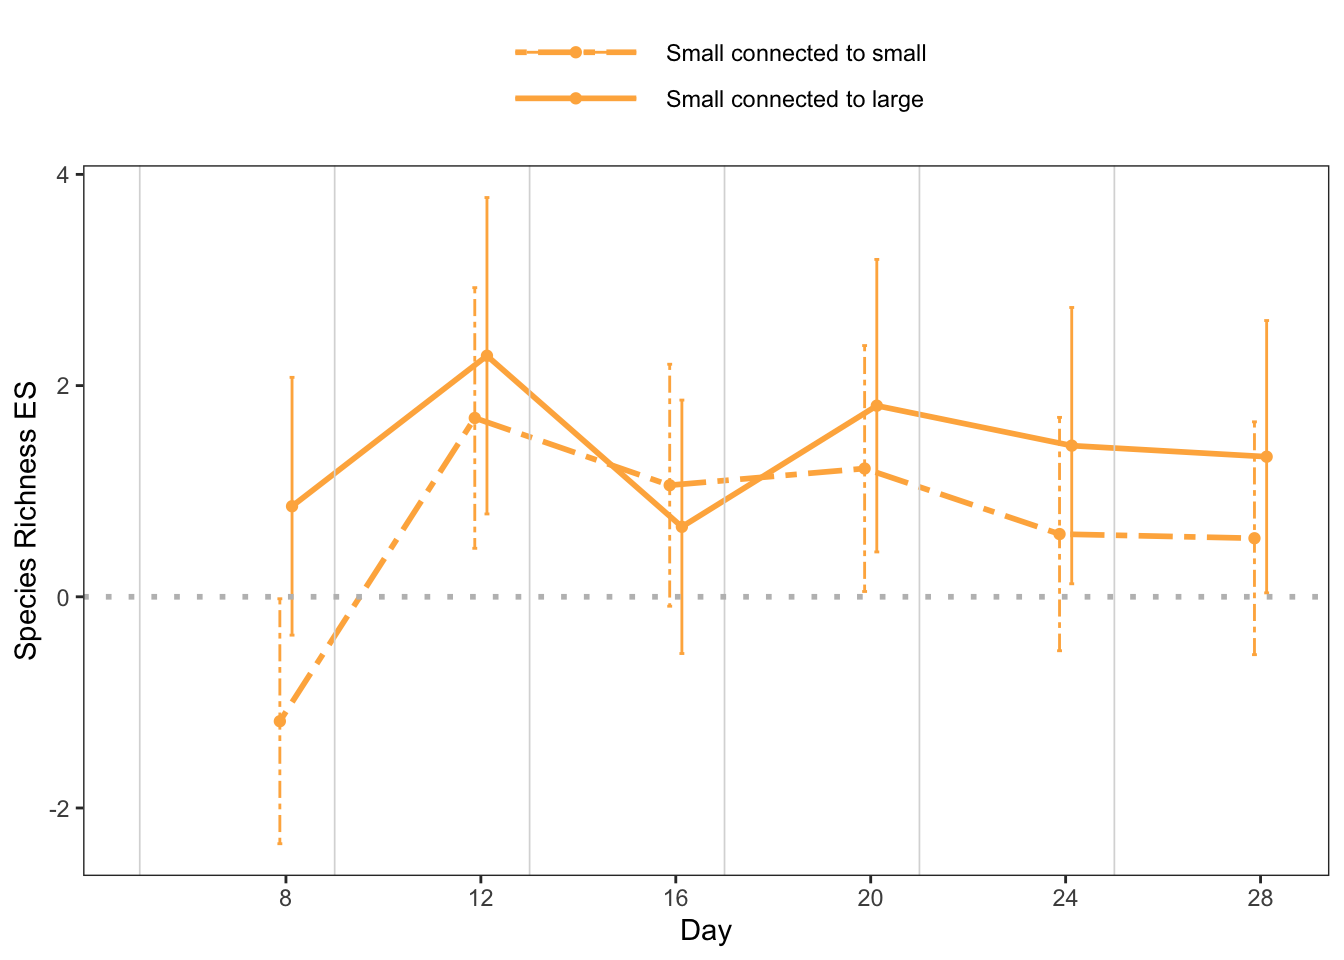 Small connected to small
Small connected to large
Species Richness ES
4
2
0
-2
8 12 16 20 24 28
Day